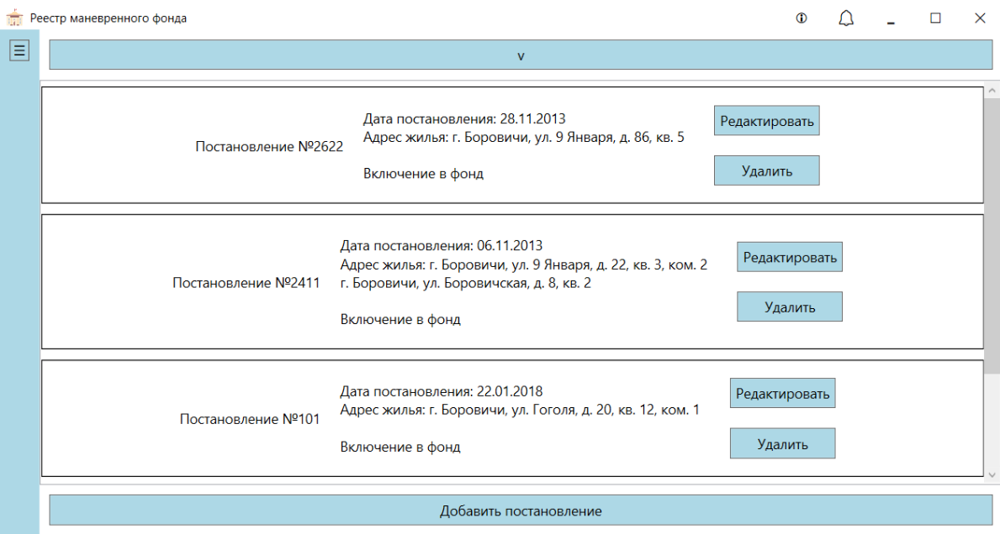 Реестр маневренного фонда
v
Постановление №2622
Дата постановления: 28.11.2013
Адрес жилья: г. Боровичи, ул. 9 Января, д. 86, кв. 5
Включение в фонд
Редактировать
Удалить
Постановление №2411
Дата постановления: 06.11.2013
Адрес жилья: г. Боровичи, ул. 9 Января, д. 22, кв. 3, ком. 2
г. Боровичи, ул. Боровичская, д. 8, кв. 2
Включение в фонд
Редактировать
Удалить
Постановление №101
Дата постановления: 22.01.2018
Адрес жилья: г. Боровичи, ул. Гоголя, д. 20, кв. 12, ком. 1
Включение в фонд
Редактировать
Удалить
Добавить постановление